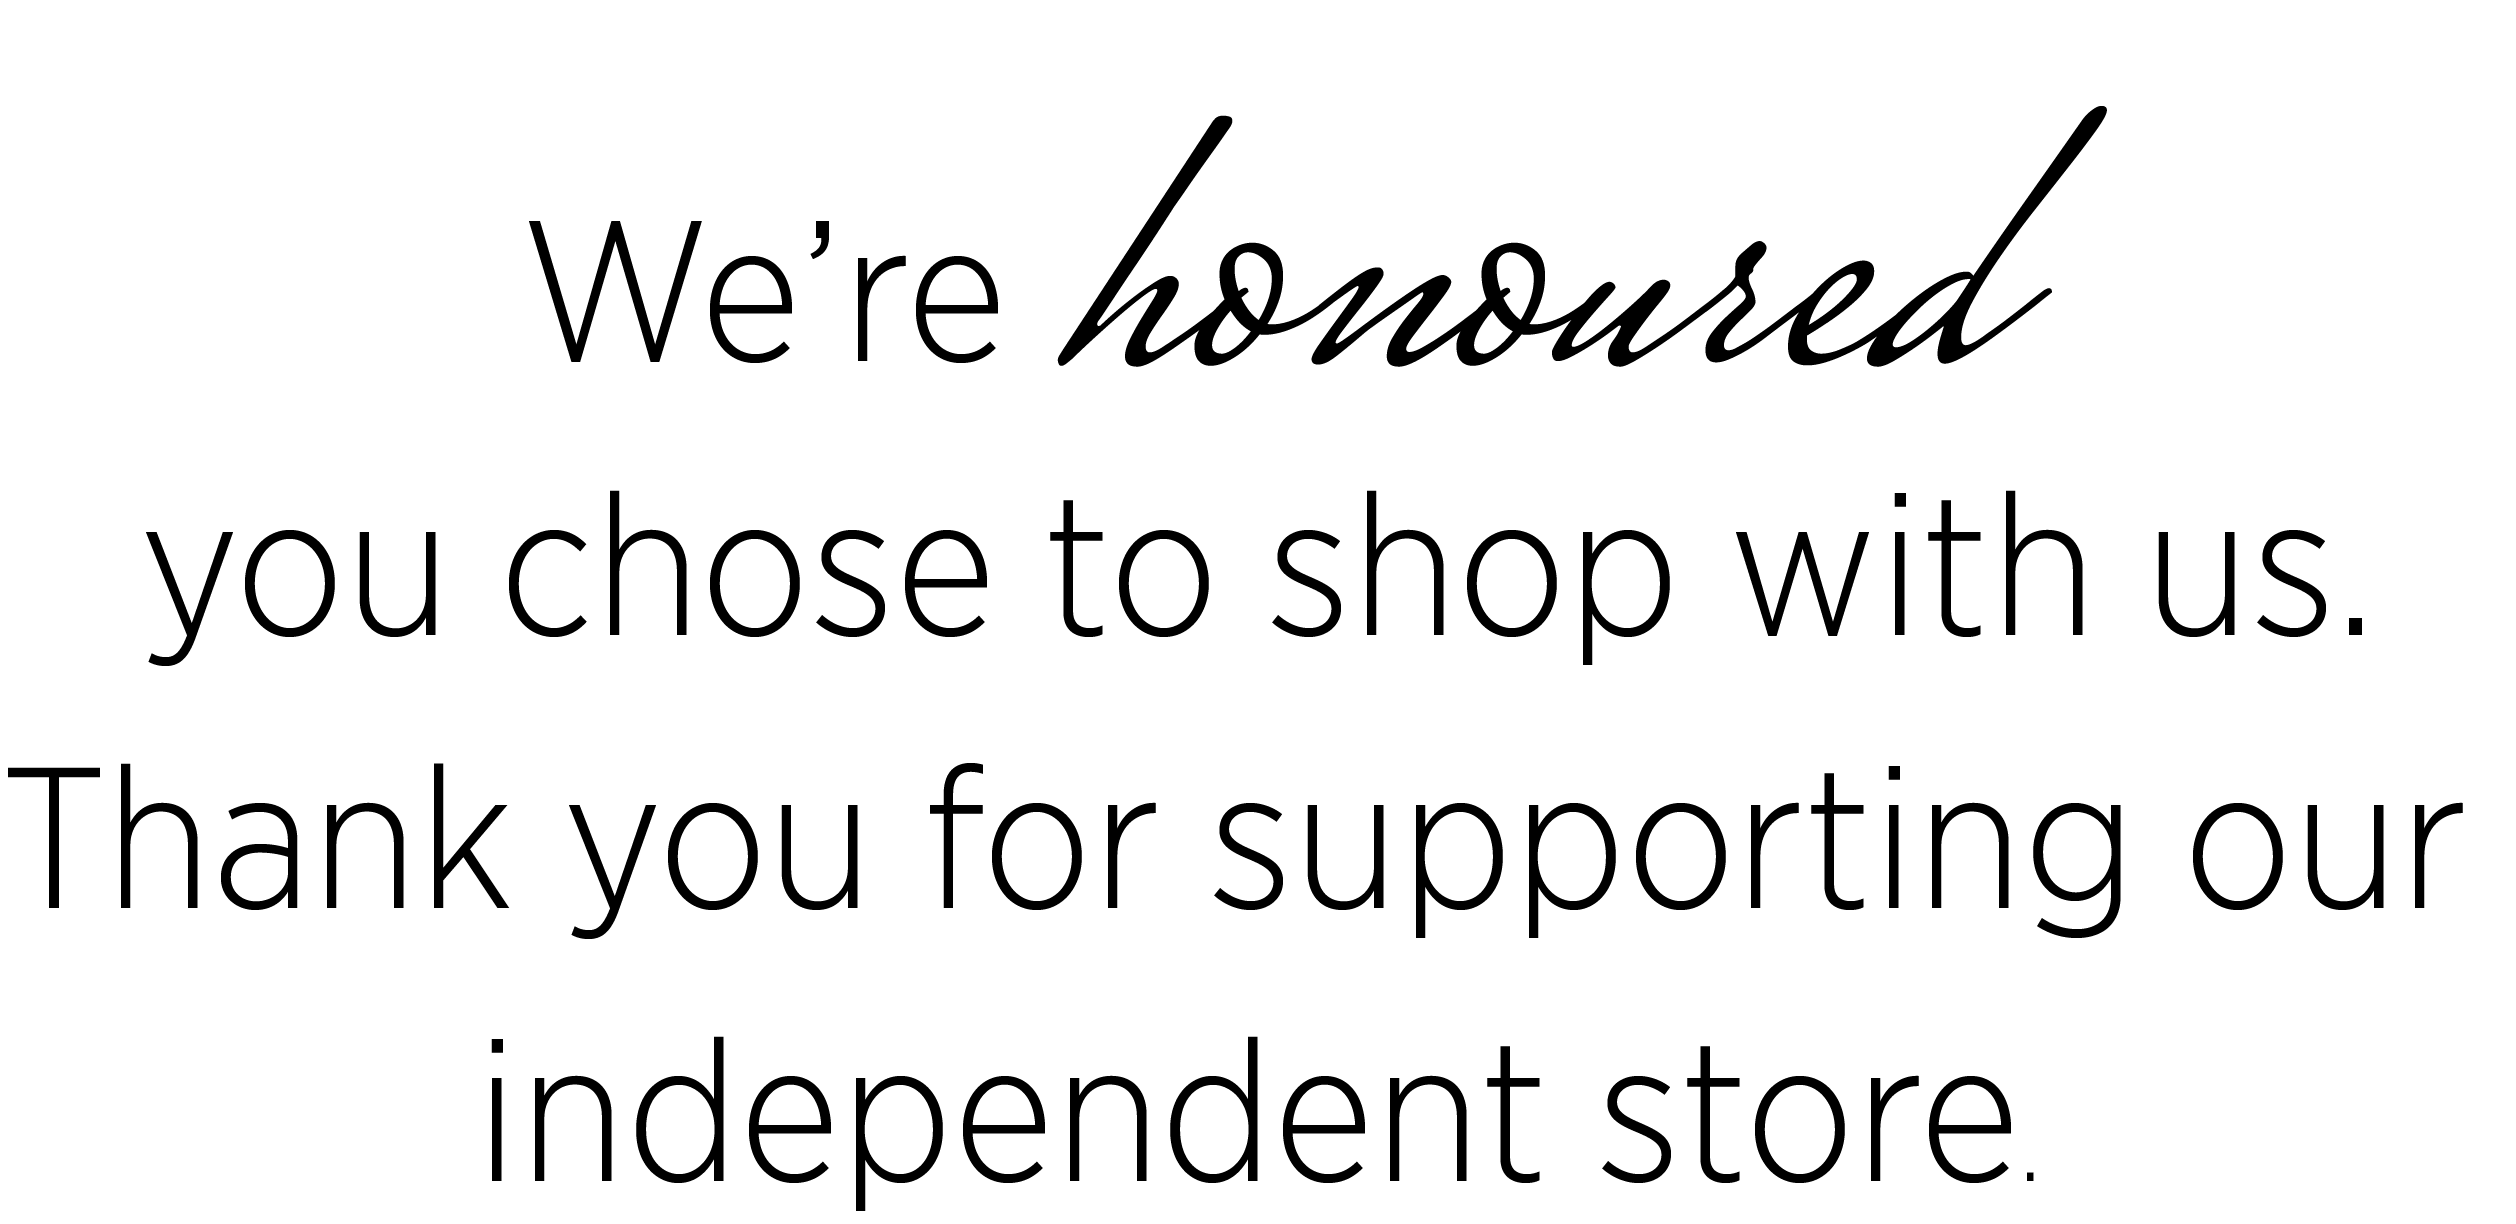 We’re honoured
you chose to shop with us.
Thank you for supporting our
independent store.